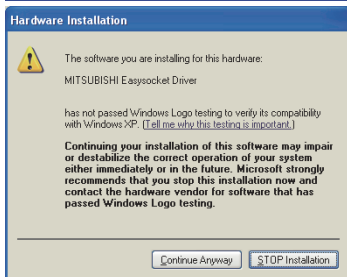 Hardware Installation
The software you are installing for this hardware:
MITSUBISHI Easysocket Driver
has not passed Windows Logo testing to verify its compatibility
with Windows XP. (Tell me why this testing is important.)
Continuing your installation of this software may impair
or destabilize the correct operation of your system
either immediately or in the future. Microsoft strongly
recommends that you stop this installation now and
contact the hardware vendor for software that has
passed Windows Logo testing.
Continue Anyway STOP Installation